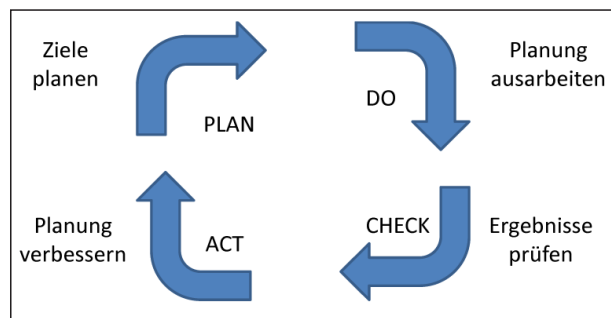 Ziele
planen
PLAN
DO
Planung
ausarbeiten
Planung
verbessern
ACT
CHECK
Ergebnisse
prüfen